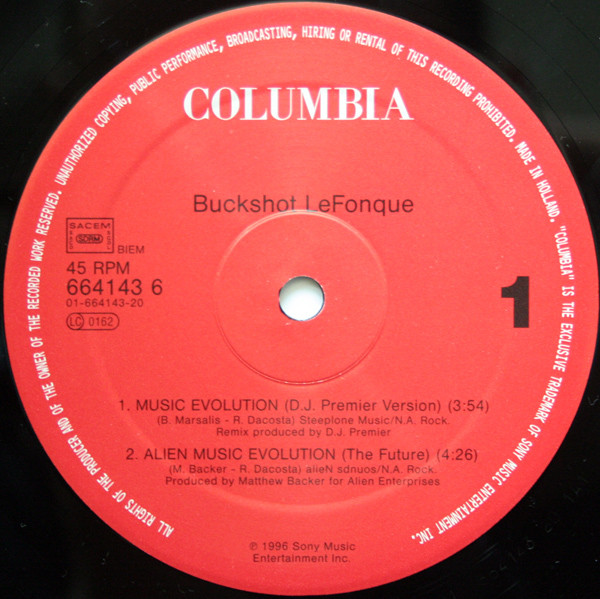 ALL RIGHTS OF THE PRODUCER AND OF THE OWNER OF THE RECORDED WORK RESERVED. UNAUTHORIZED COPYING, PUBLIC PERFORMANCE, BROADCASTING, HIRING OR RENTAL OF THIS RECORDING PROHIBITED. MADE IN HOLLAND. "COLUMBIA" IS THE EXCLUSIVE TRADEMARK OF SONY MUSIC ENTERTAINMENT INC.
COLUMBIA
Buckshot LeFonque
SACEM
SDRM
BIEM
45 RPM
664143 6
01-664143-20
LC 0162
1
1. MUSIC EVOLUTION (D.J. Premier Version) (3:54)
(B. Marsalis - R. Dacosta) Steeplone Music/N.A. Rock.
Remix produced by D.J. Premier
2. ALIEN MUSIC EVOLUTION (The Future) (4:26)
(M. Backer - R. Dacosta) alieN sdnuos/N.A. Rock.
Produced by Matthew Backer for Alien Enterprises
℗ 1996 Sony Music
Entertainment Inc.